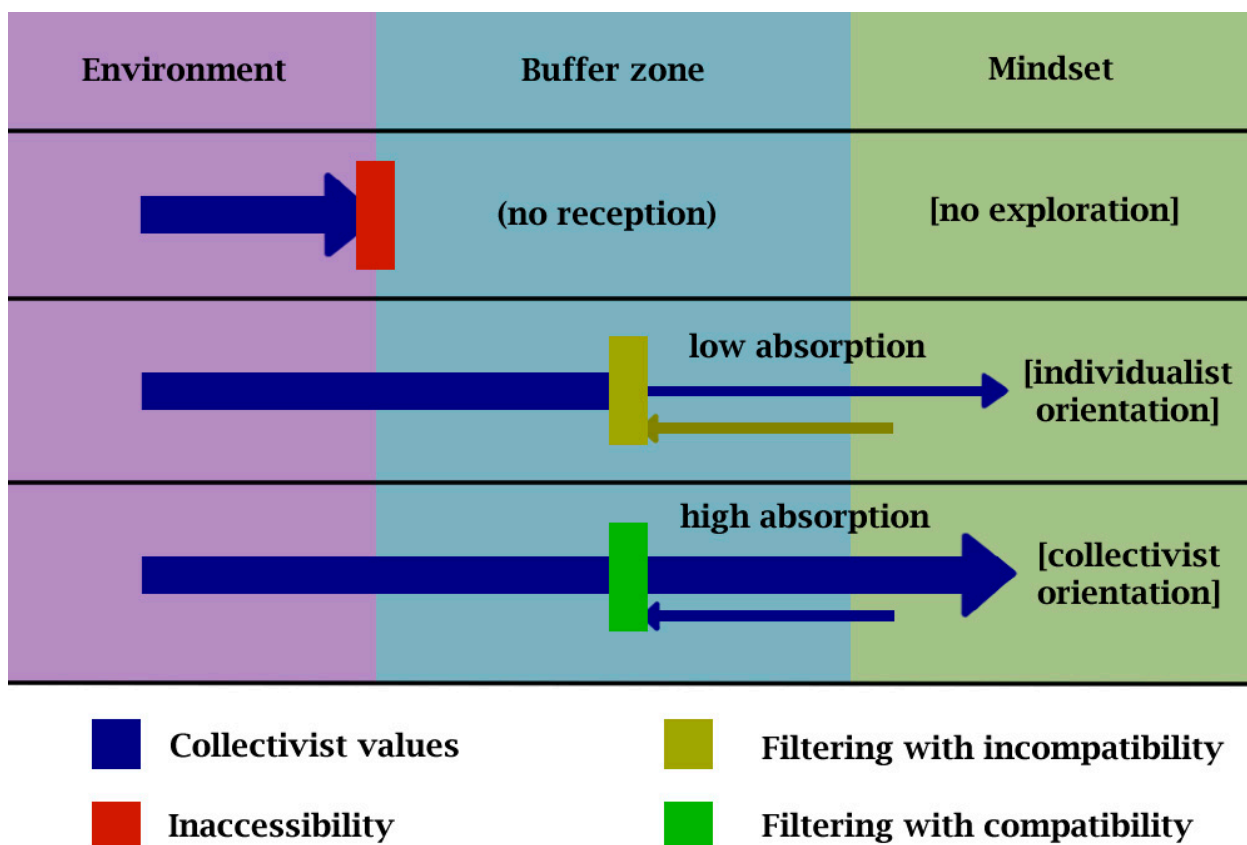 Environment
Buffer zone
Mindset
(no reception)
[no exploration]
low absorption
[individualist
orientation]
high absorption
[collectivist
orientation]
Collectivist values
Filtering with incompatibility
Inaccessibility
Filtering with compatibility